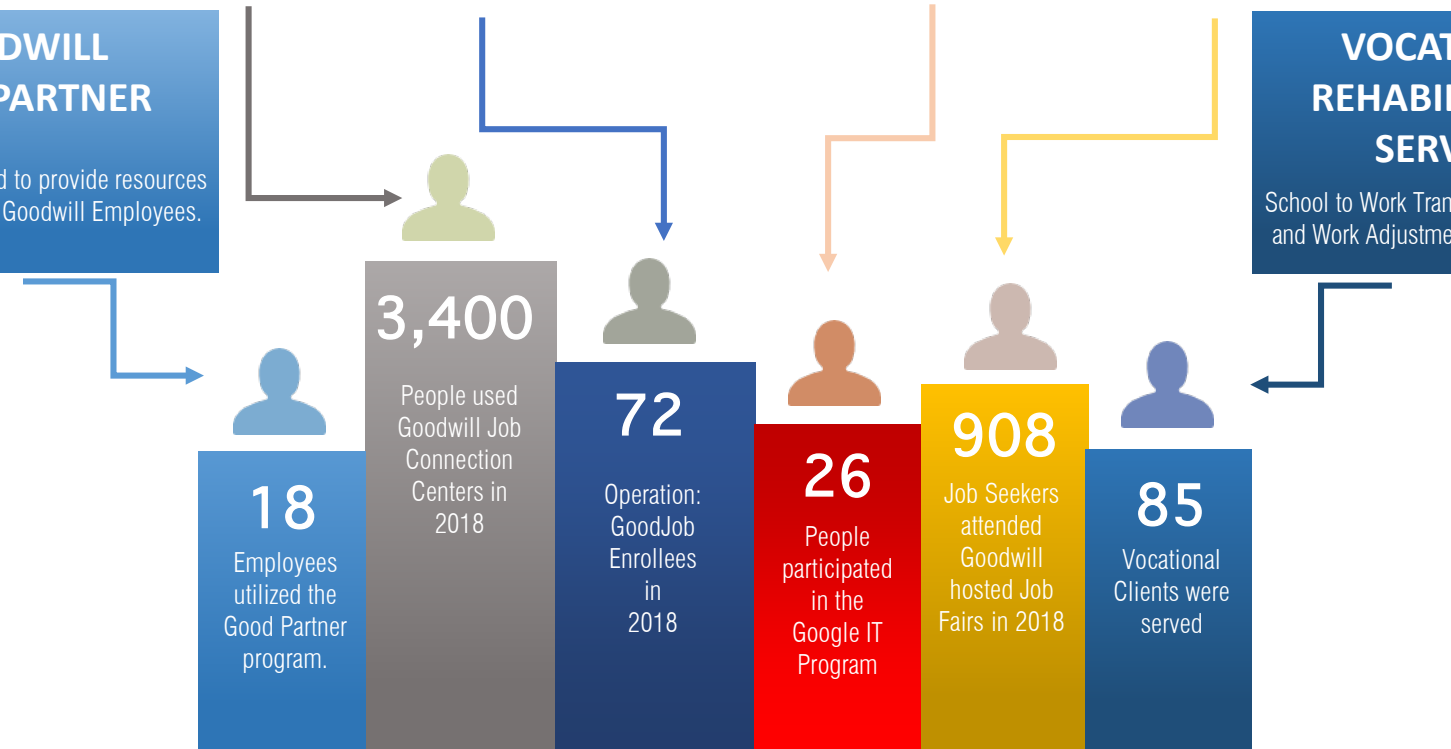 DWILL
PARTNER
d to provide resources
Goodwill Employees.
VOCAT
REHABI
SERV
School to Work Tran
and Work Adjustme
18
Employees
utilized the
Good Partner
program.
3,400
People used
Goodwill Job
Connection
Centers in
2018
72
Operation:
GoodJob
Enrollees
in
2018
26
People
participated
in the
Google IT
Program
908
Job Seekers
attended
Goodwill
hosted Job
Fairs in 2018
85
Vocational
Clients were
served